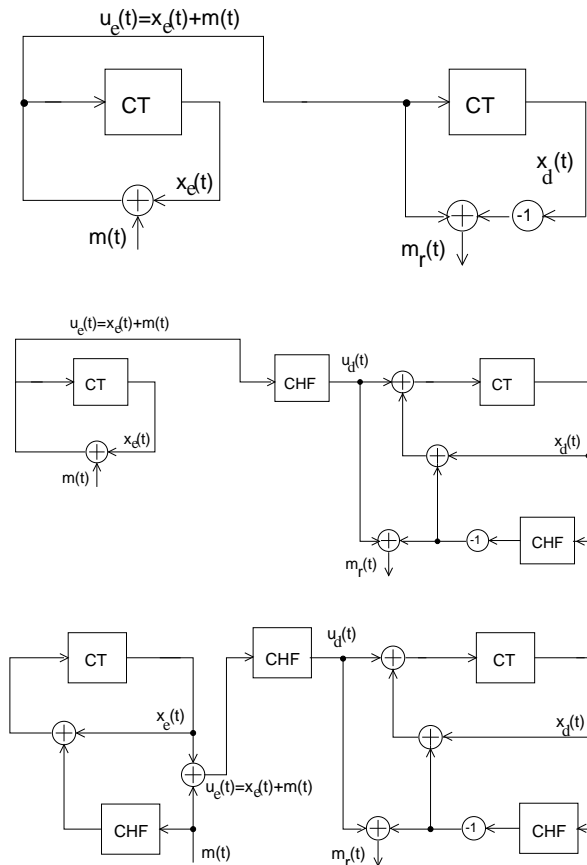 u_e(t)=x_e(t)+m(t)
CT
CT
x_e(t)
x_d(t)
-1
m(t)
m_r(t)
u_e(t)=x_e(t)+m(t)
u_d(t)
CT
CHF
CT
x_e(t)
x_d(t)
m(t)
-1
CHF
m_r(t)
u_d(t)
CT
CHF
CT
x_e(t)
x_d(t)
u_e(t)=x_e(t)+m(t)
CHF
-1
CHF
m(t)
m_r(t)